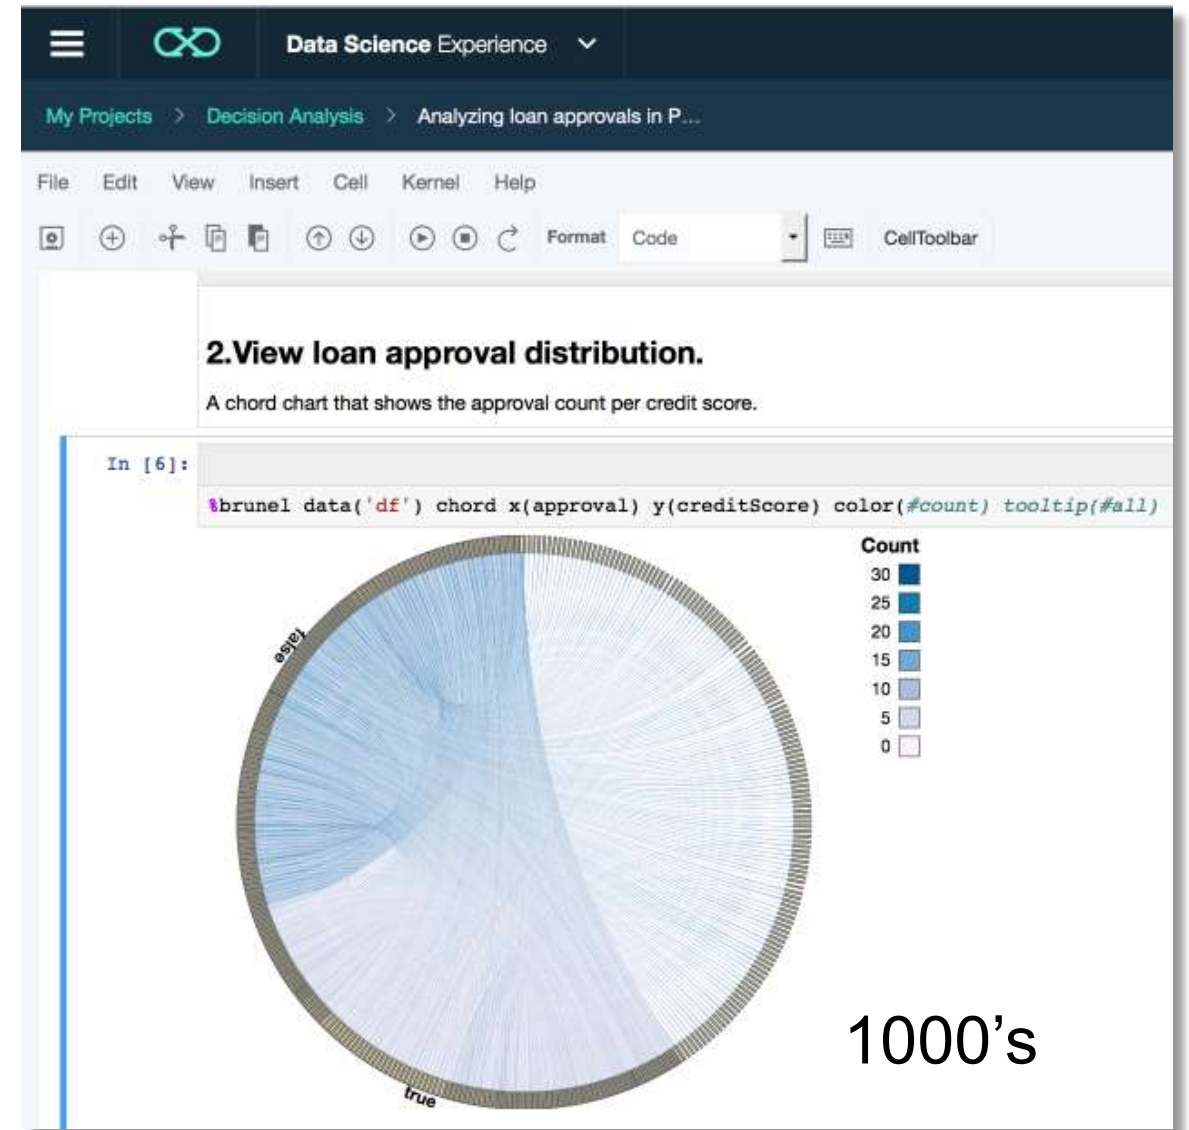 Data Science Experience
My Projects > Decision Analysis > Analyzing loan approvals in P...
File Edit View Insert Cell Kernel Help
Format Code CellToolbar
2.View loan approval distribution.
A chord chart that shows the approval count per credit score.
In [6]:
%brunel data('df') chord x(approval) y(creditScore) color(#count) tooltip(#all)
Count
30
25
20
15
10
5
0
false
true
1000’s